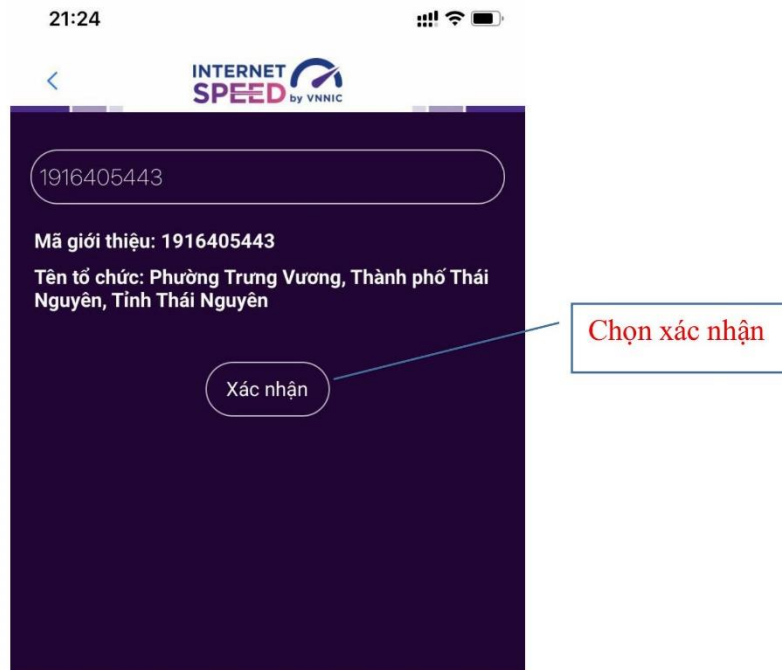 21:24
INTERNET
SPEED by VNNIC
1916405443
Mã giới thiệu: 1916405443
Tên tổ chức: Phường Trưng Vương, Thành phố Thái
Nguyên, Tỉnh Thái Nguyên
Chọn xác nhận
Xác nhận